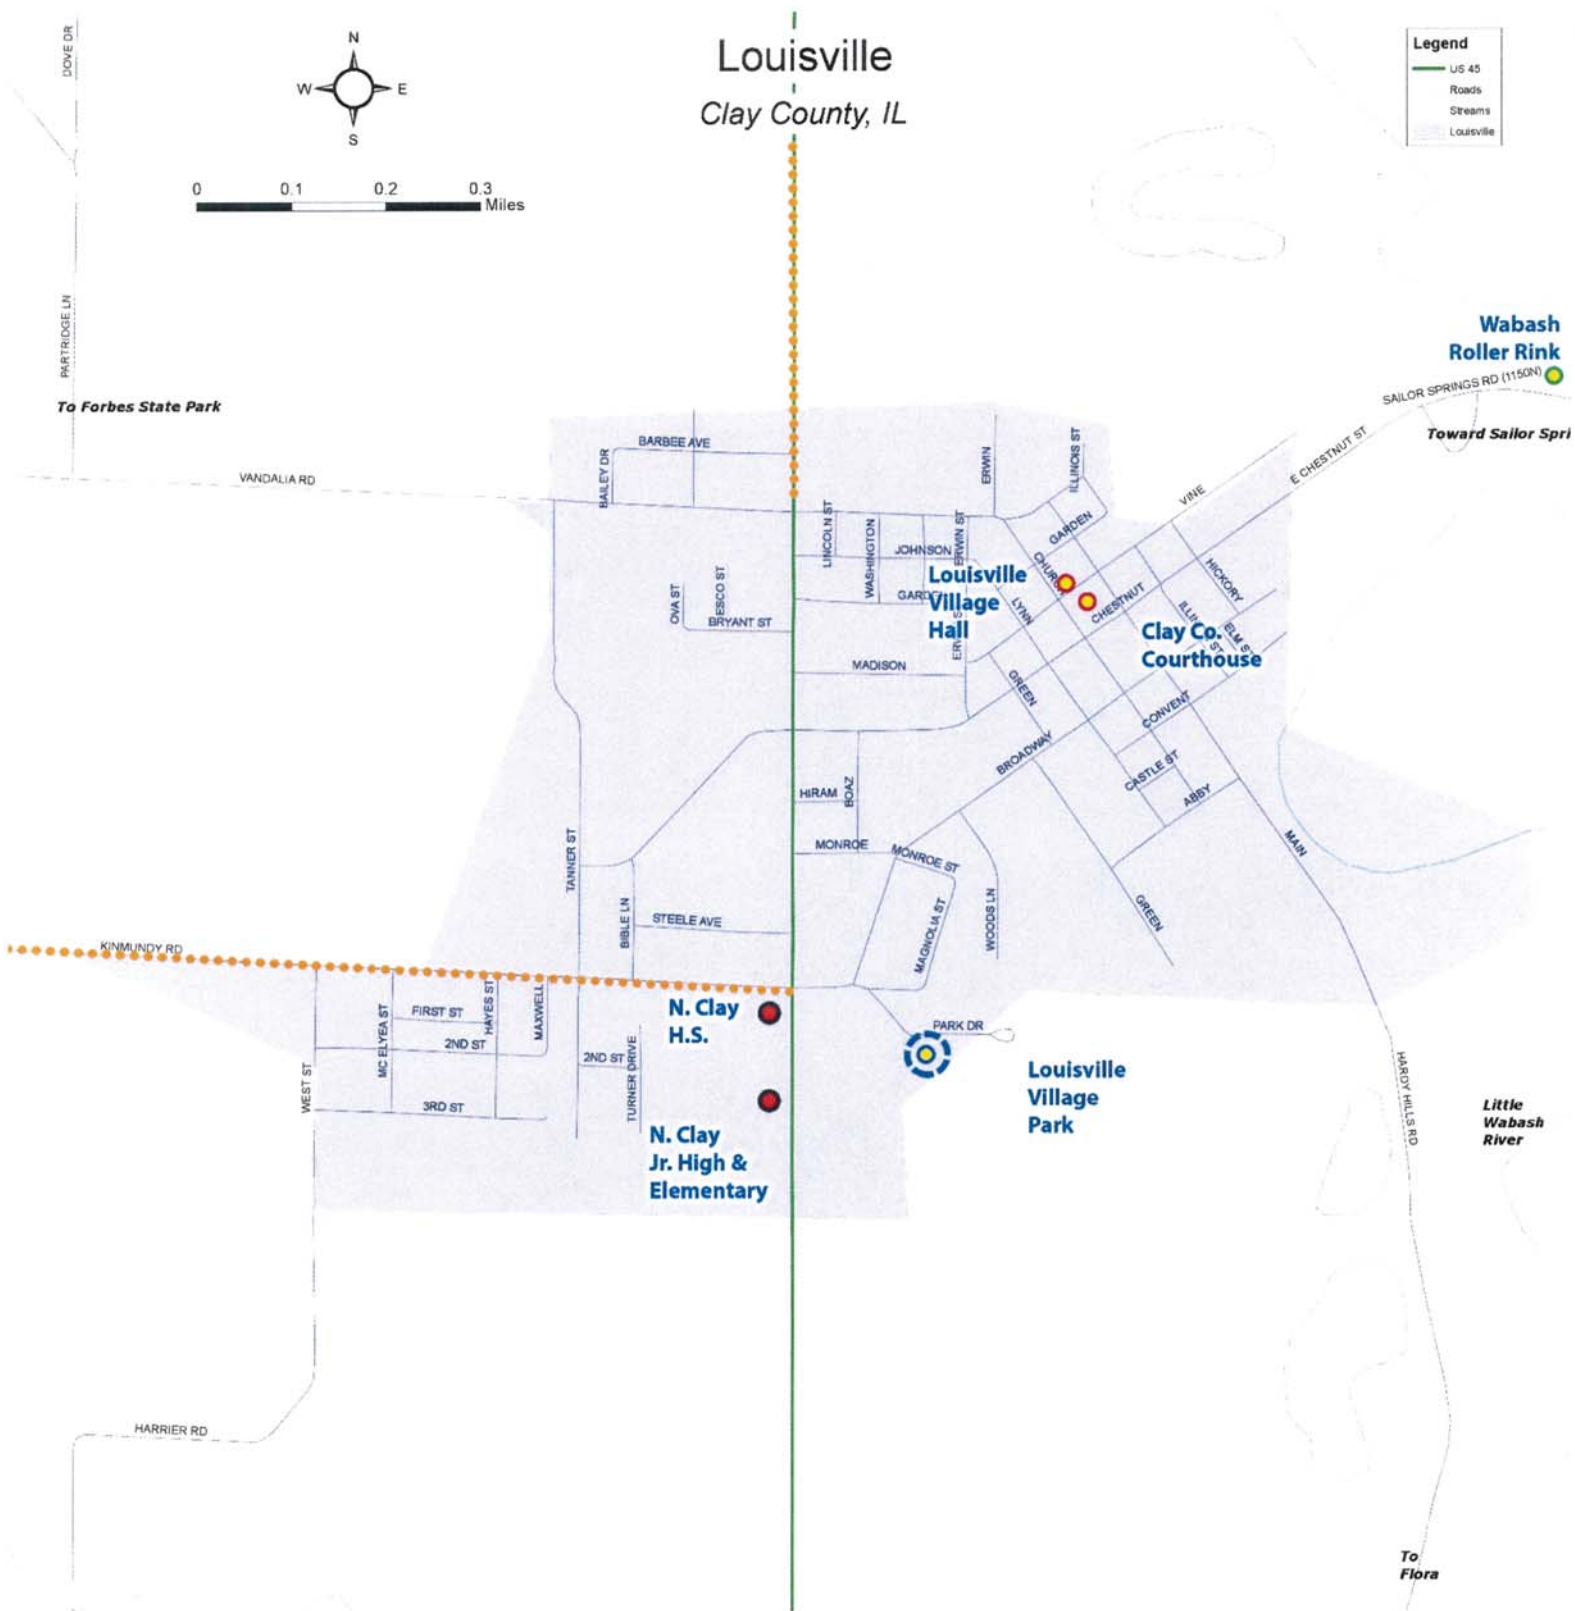 Louisville
Clay County, IL
Legend
US 45
Roads
Streams
Louisville
N
W
E
S
0 0.1 0.2 0.3
Miles
DOVE DR
PARTRIDGE LN
To Forbes State Park
VANDALIA RD
Wabash
Roller Rink
SAILOR SPRINGS RD (1150N)
Toward Sailor Spri
E CHESTNUT ST
VINE
BARBEE AVE
BAILEY DR
ERWIN
ILLINOIS ST
LINCOLN ST
WASHINGTON
JOHNSON
ERWIN ST
GARDEN
CHURCH
Louisville
Village
Hall
LYNN
CHESTNUT
HICKORY
ELM ST
Clay Co.
Courthouse
OVA ST
ESCO ST
BRYANT ST
MADISON
GREEN
CONVENT
BROADWAY
CASTLE ST
ABBY
HIRAM
BOAZ
MONROE
MONROE ST
MAIN
TANNER ST
BIBLE LN
STEELE AVE
MAGNOLIA ST
WOODS LN
GREEN
KINMUNDY RD
N. Clay
H.S.
FIRST ST
HAYES ST
MAXWELL
MC ELYEA ST
2ND ST
2ND ST
TURNER DRIVE
WEST ST
3RD ST
PARK DR
Louisville
Village
Park
N. Clay
Jr. High &
Elementary
HARDY HILLS RD
Little
Wabash
River
HARRIER RD
To
Flora